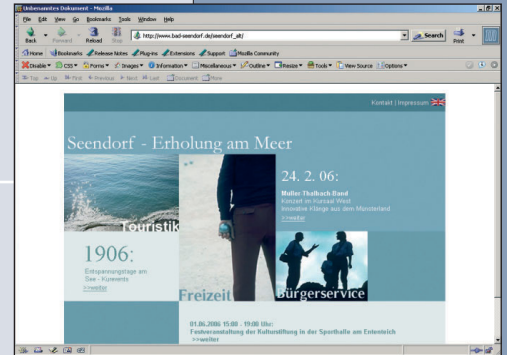 Unbenanntes Dokument - Mozilla
File Edit View Go Bookmarks Tools Window Help
Back Forward Reload Stop http://www.bad-seendorf.de/seendorf_alt/ Search Print
Home Bookmarks Release Notes Plug-ins Extensions Support Mozilla Community
Disable CSS Forms Images Information Miscellaneous Outline Resize Tools View Source Options
Top Up First Previous Next Last Document More
Kontakt | Impressum
Seendorf - Erholung am Meer
Touristik
1906:
Entspannungstage am
See - Kurevents
>>weiter
Freizeit
24. 2. 06:
Müller-Thalbach-Band
Konzert im Kursaal West
Innovative Klänge aus dem Münsterland
>>weiter
Bürgerservice
01.06.2006 15:00 - 19:00 Uhr:
Festveranstaltung der Kulturstiftung in der Sporthalle am Ententeich
>>weiter